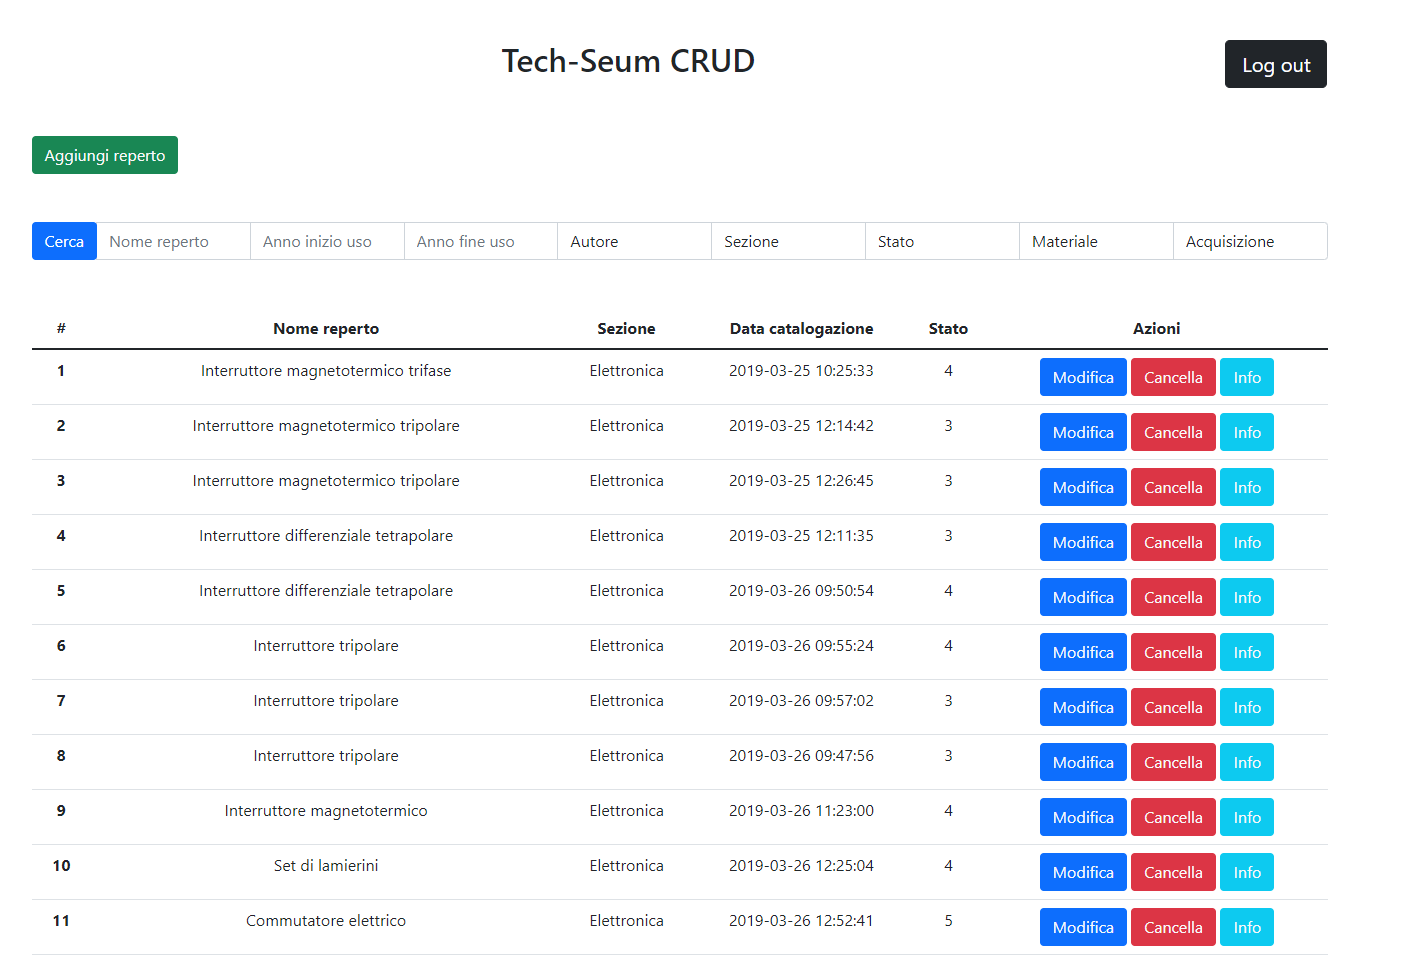 Tech-Seum CRUD
Log out
Aggiungi reperto
Cerca Nome reperto Anno inizio uso Anno fine uso Autore Sezione Stato Materiale Acquisizione
# Nome reperto Sezione Data catalogazione Stato Azioni
1 Interruttore magnetotermico trifase Elettronica 2019-03-25 10:25:33 4 Modifica Cancella Info
2 Interruttore magnetotermico tripolare Elettronica 2019-03-25 12:14:42 3 Modifica Cancella Info
3 Interruttore magnetotermico tripolare Elettronica 2019-03-25 12:26:45 3 Modifica Cancella Info
4 Interruttore differenziale tetrapolare Elettronica 2019-03-25 12:11:35 3 Modifica Cancella Info
5 Interruttore differenziale tetrapolare Elettronica 2019-03-26 09:50:54 4 Modifica Cancella Info
6 Interruttore tripolare Elettronica 2019-03-26 09:55:24 4 Modifica Cancella Info
7 Interruttore tripolare Elettronica 2019-03-26 09:57:02 3 Modifica Cancella Info
8 Interruttore tripolare Elettronica 2019-03-26 09:47:56 3 Modifica Cancella Info
9 Interruttore magnetotermico Elettronica 2019-03-26 11:23:00 4 Modifica Cancella Info
10 Set di lamierini Elettronica 2019-03-26 12:25:04 4 Modifica Cancella Info
11 Commutatore elettrico Elettronica 2019-03-26 12:52:41 5 Modifica Cancella Info